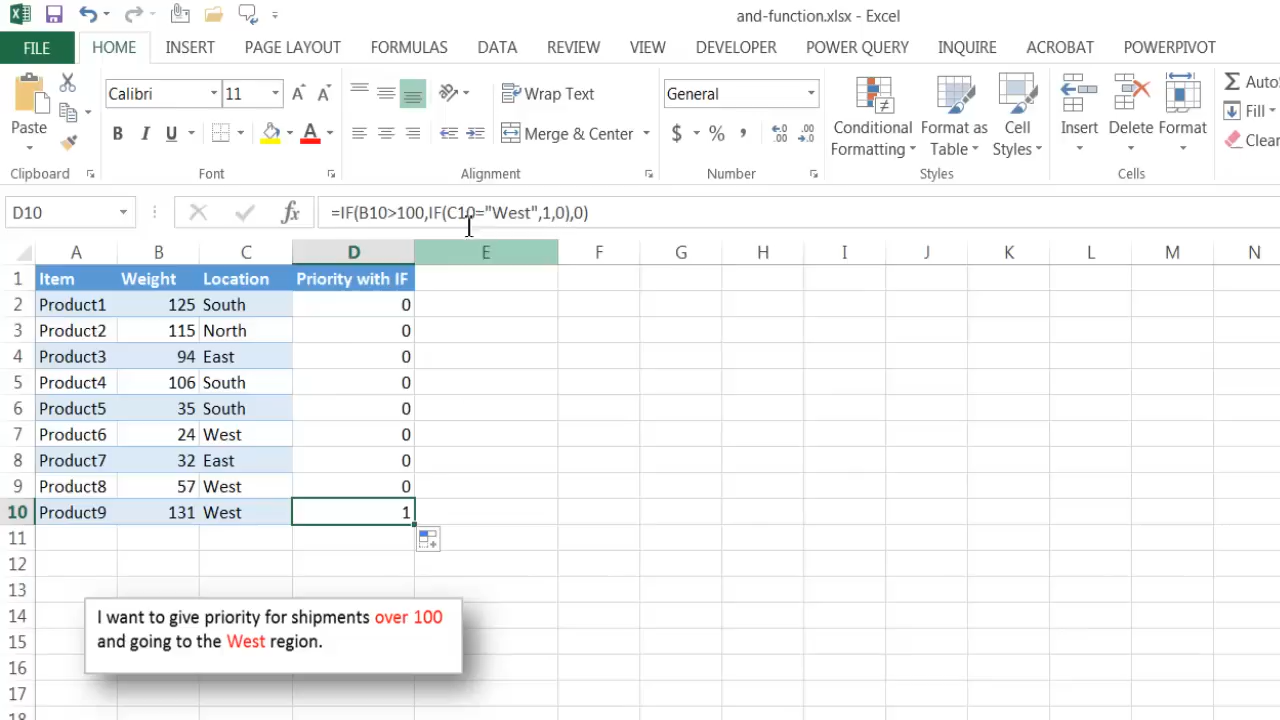 and-function.xlsx - Excel
FILE HOME INSERT PAGE LAYOUT FORMULAS DATA REVIEW VIEW DEVELOPER POWER QUERY INQUIRE ACROBAT POWERPIVOT
Calibri 11 Wrap Text General Auto
Paste Conditional Formatting Format as Table Cell Styles Insert Delete Format Fill
B I U Merge & Center $ % , Clear
Clipboard Font Alignment Number Styles Cells
D10 fx =IF(B10>100,IF(C10="West",1,0),0)
A B C D E F G H I J K L M N
1 Item Weight Location Priority with IF
2 Product1 125 South 0
3 Product2 115 North 0
4 Product3 94 East 0
5 Product4 106 South 0
6 Product5 35 South 0
7 Product6 24 West 0
8 Product7 32 East 0
9 Product8 57 West 0
10 Product9 131 West 1
11
12
13
14 I want to give priority for shipments over 100
15 and going to the West region.
16
17
18